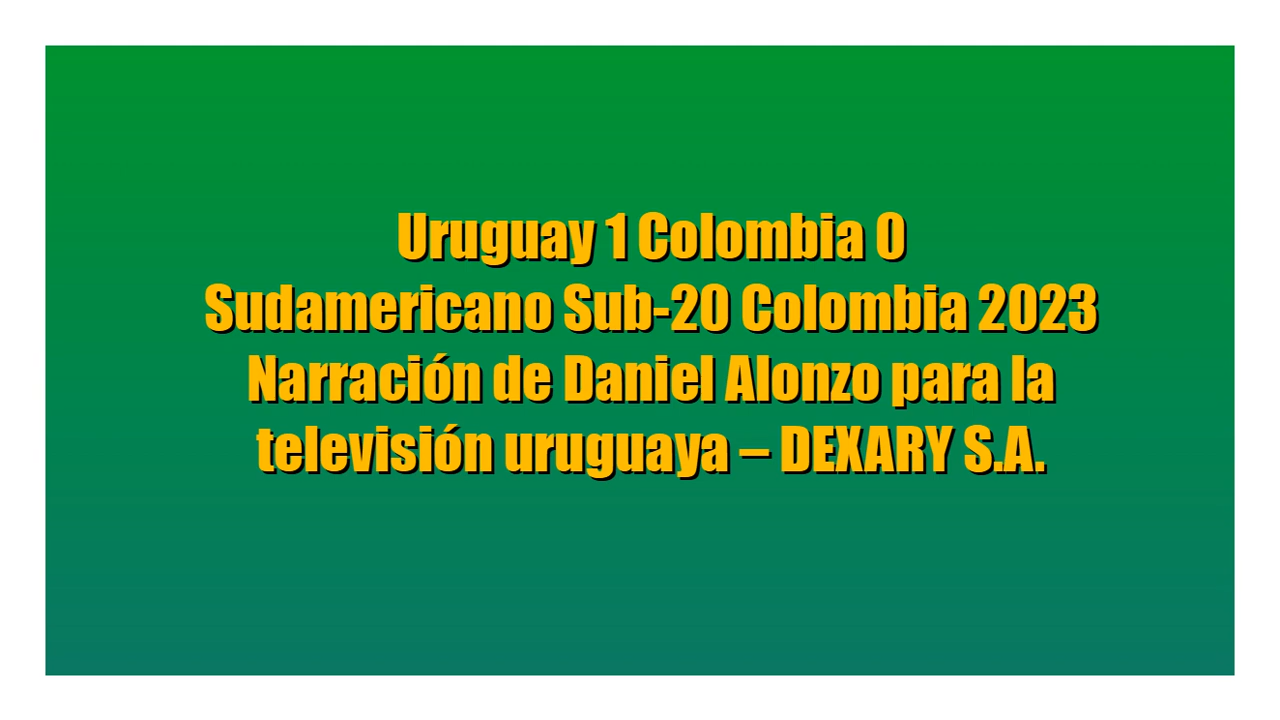 Uruguay 1 Colombia 0
Sudamericano Sub-20 Colombia 2023
Narración de Daniel Alonzo para la
televisión uruguaya – DEXARY S.A.